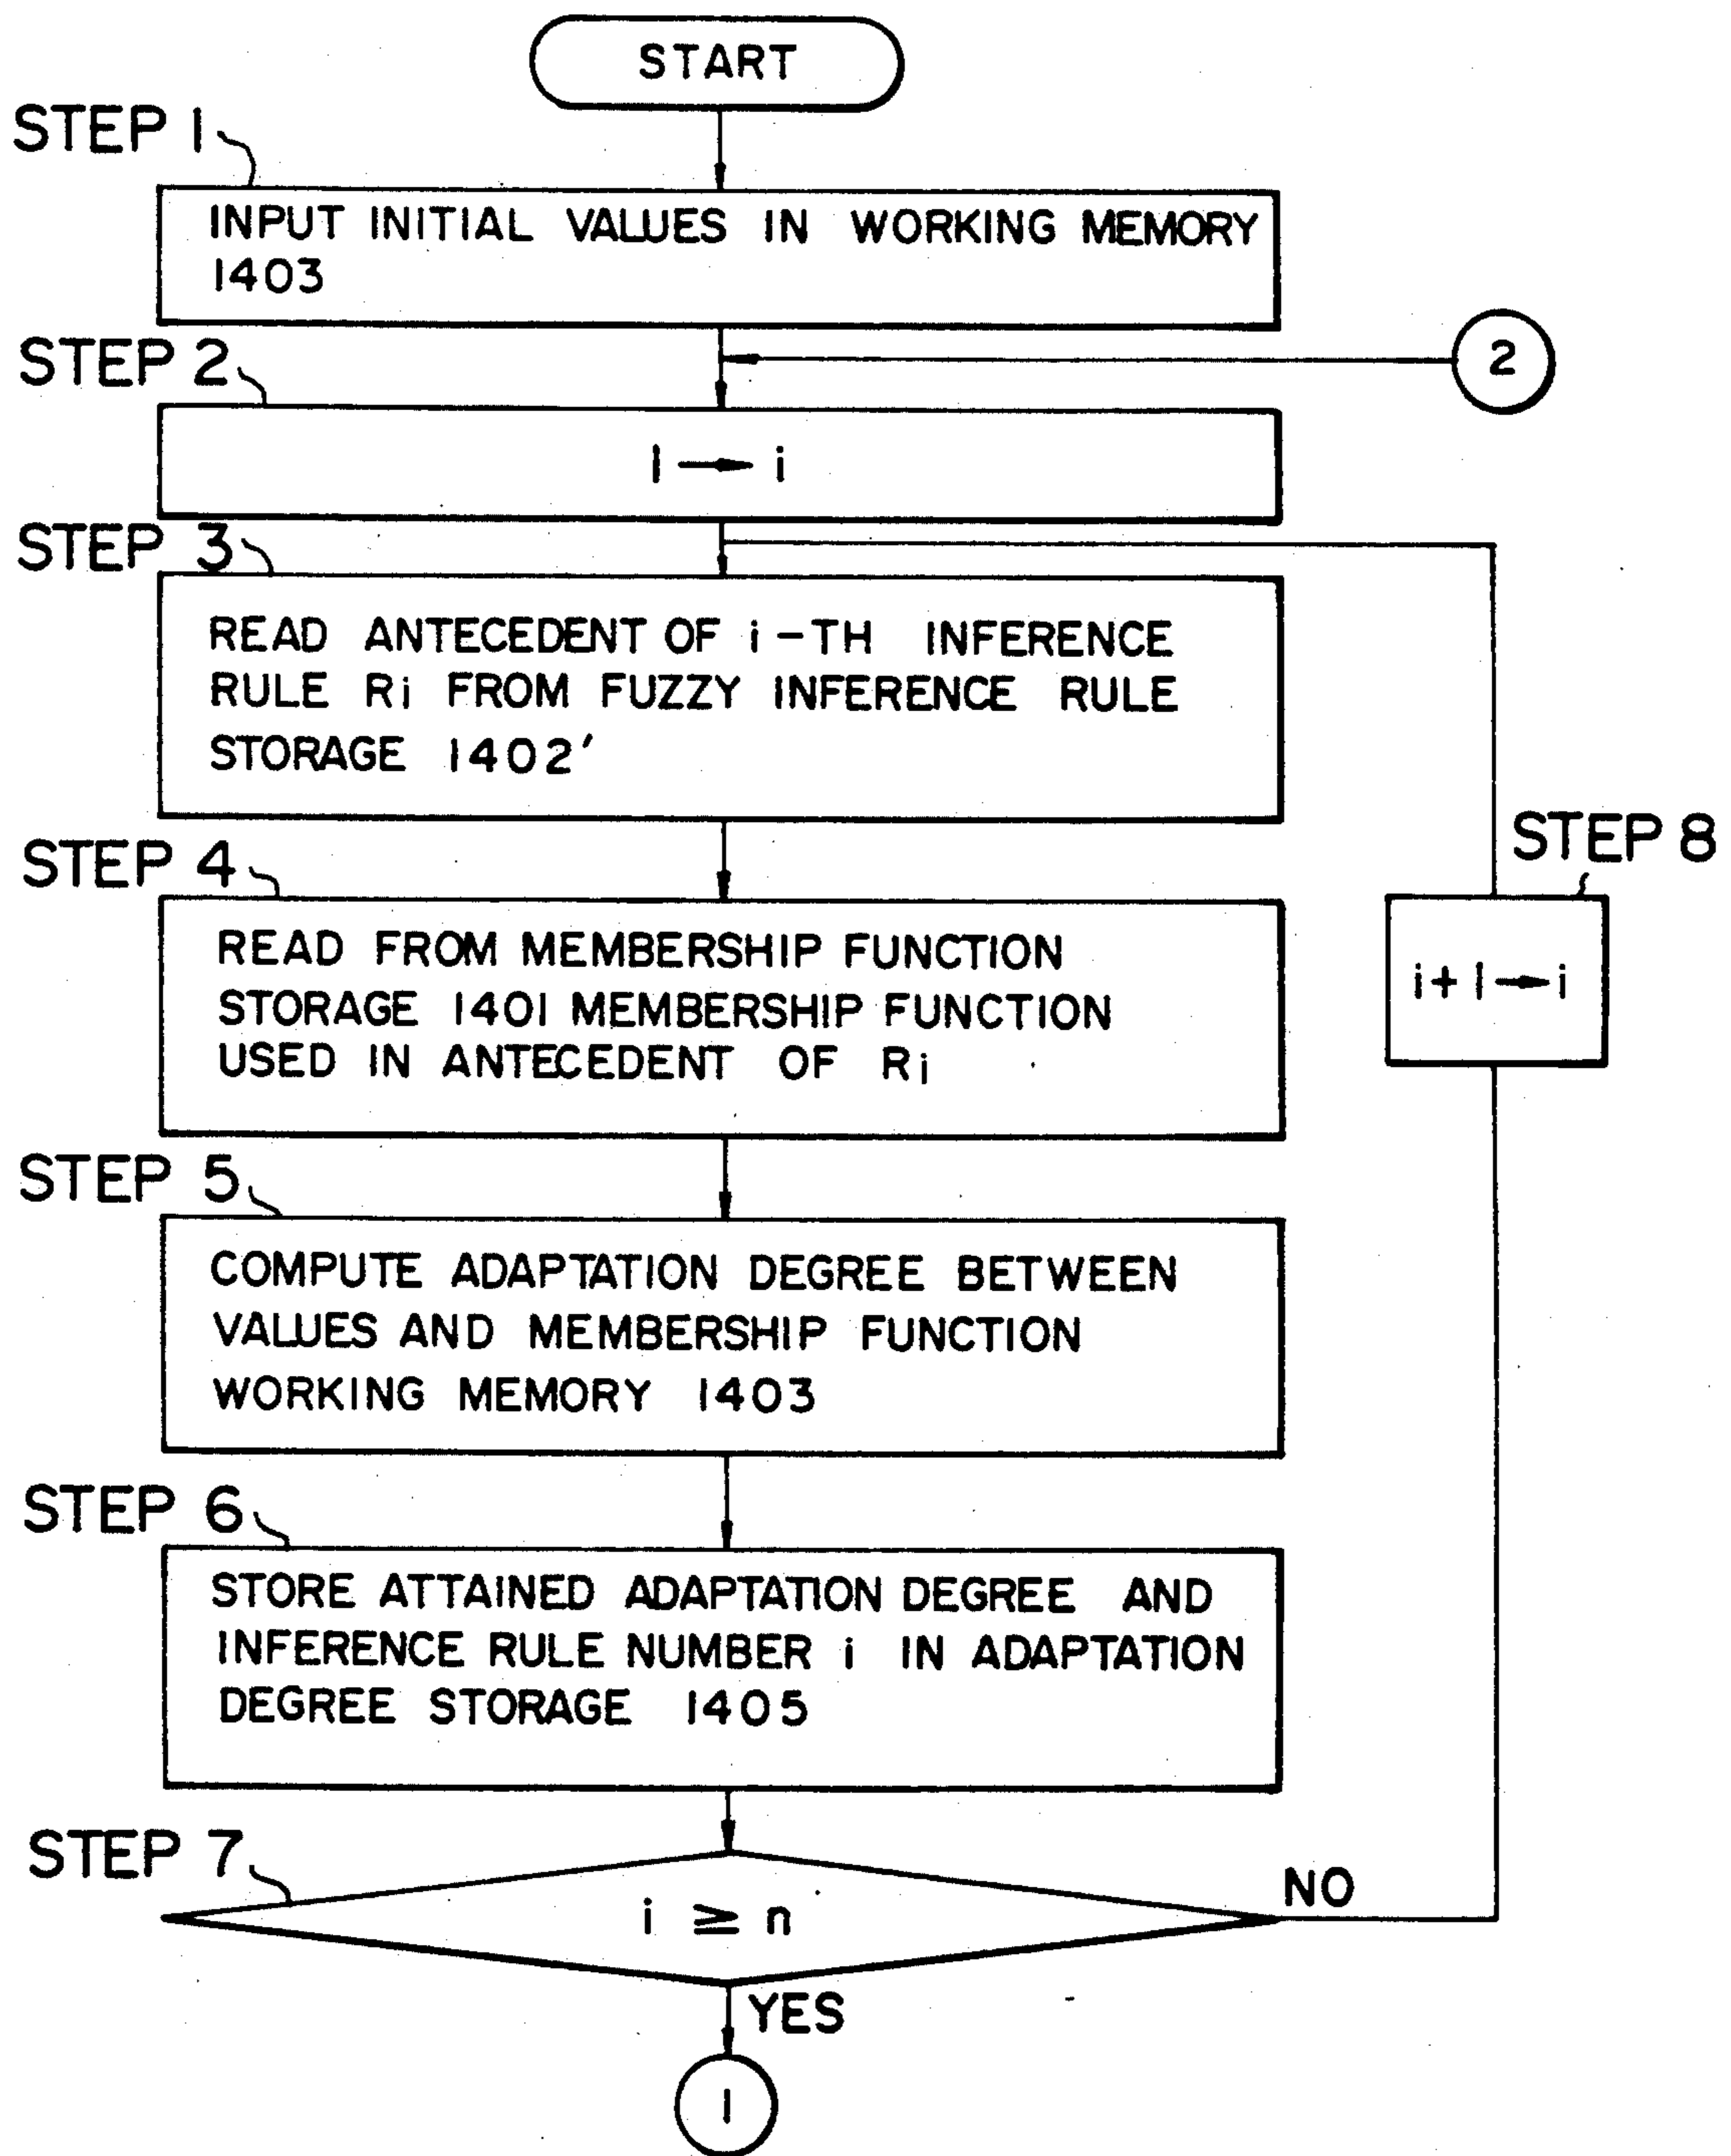 START
STEP 1
INPUT INITIAL VALUES IN WORKING MEMORY
1403
STEP 2
2
1 → i
STEP 3
READ ANTECEDENT OF i-TH INFERENCE
RULE Ri FROM FUZZY INFERENCE RULE
STORAGE 1402'
STEP 4
READ FROM MEMBERSHIP FUNCTION
STORAGE 1401 MEMBERSHIP FUNCTION
USED IN ANTECEDENT OF Ri
STEP 8
i+1→i
STEP 5
COMPUTE ADAPTATION DEGREE BETWEEN
VALUES AND MEMBERSHIP FUNCTION
WORKING MEMORY 1403
STEP 6
STORE ATTAINED ADAPTATION DEGREE AND
INFERENCE RULE NUMBER i IN ADAPTATION
DEGREE STORAGE 1405
STEP 7
i ≧ n
NO
YES
1